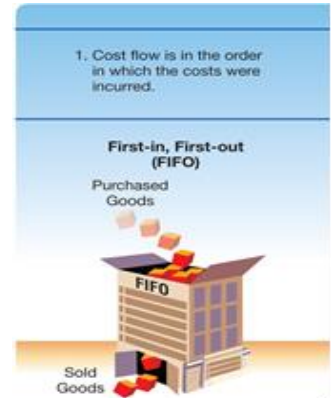 1. Cost flow is in the order
in which the costs were
incurred.
First-in, First-out
(FIFO)
Purchased
Goods
FIFO
Sold
Goods